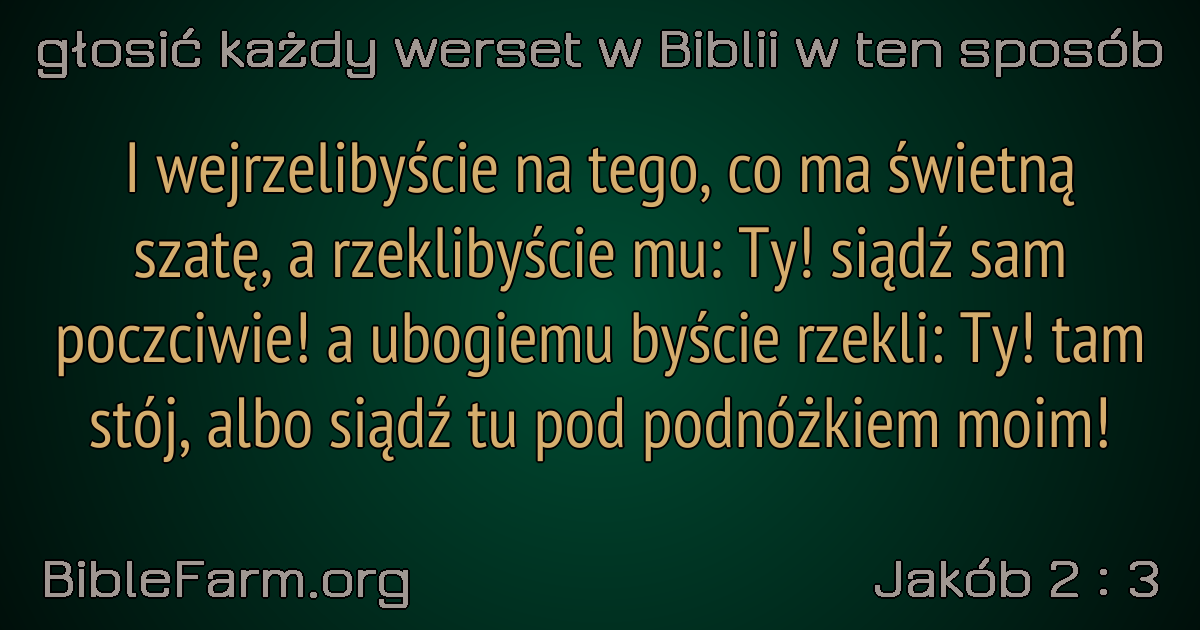 głosić każdy werset w Biblii w ten sposób
I wejrzelibyście na tego, co ma świetną
szatę, a rzeklibyście mu: Ty! siądź sam
poczciwie! a ubogiemu byście rzekli: Ty! tam
stój, albo siądź tu pod podnóżkiem moim!
BibleFarm.org
Jakób 2 : 3